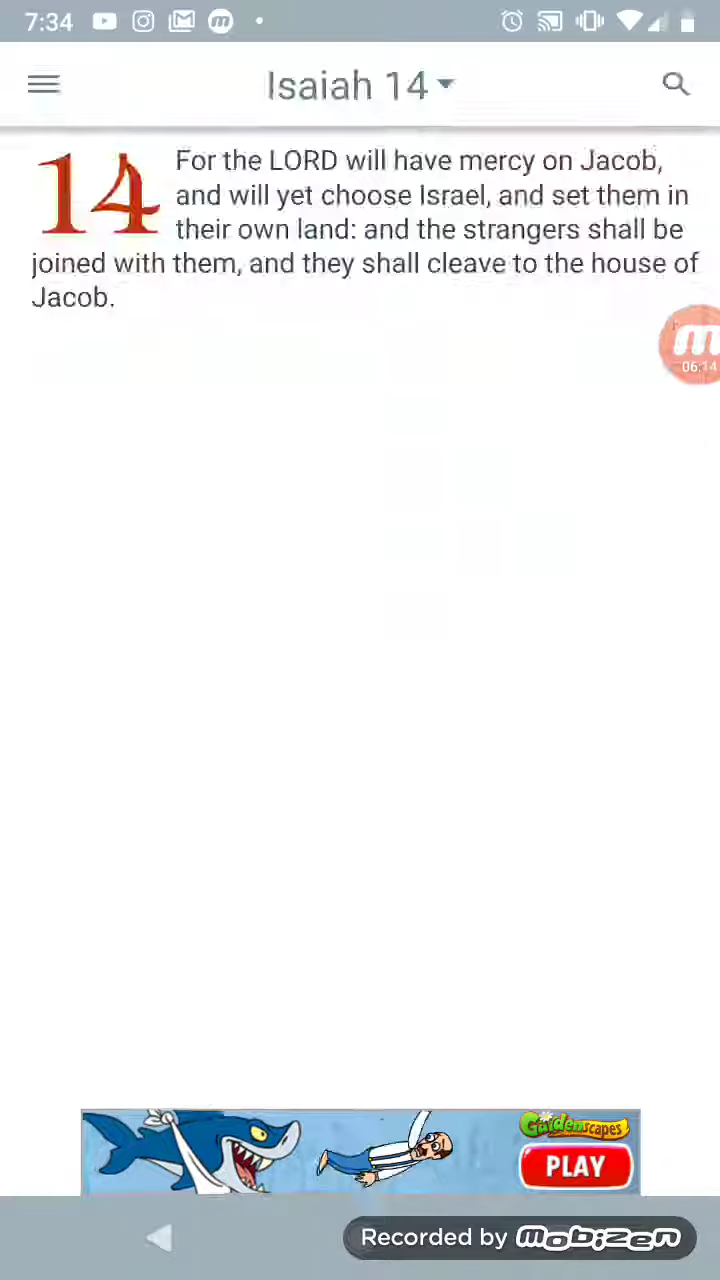 7:34
Isaiah 14
14 For the LORD will have mercy on Jacob,
and will yet choose Israel, and set them in
their own land: and the strangers shall be
joined with them, and they shall cleave to the house of
Jacob.
m
06:14
Gardenscapes
PLAY
Recorded by mobizen